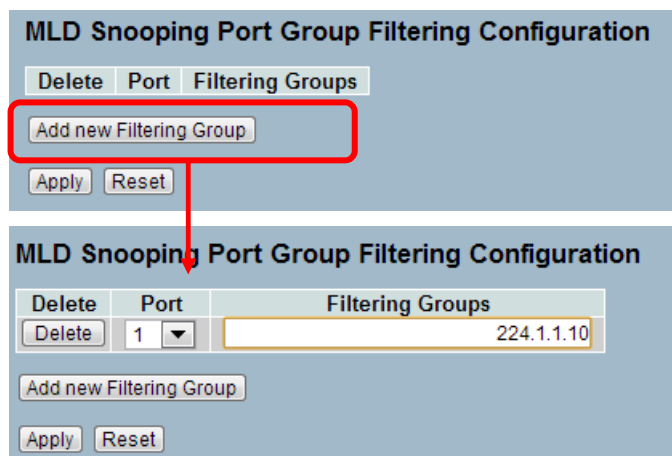 MLD Snooping Port Group Filtering Configuration
Delete Port Filtering Groups
Add new Filtering Group
Apply Reset
MLD Snooping Port Group Filtering Configuration
Delete Port Filtering Groups
Delete 1 224.1.1.10
Add new Filtering Group
Apply Reset